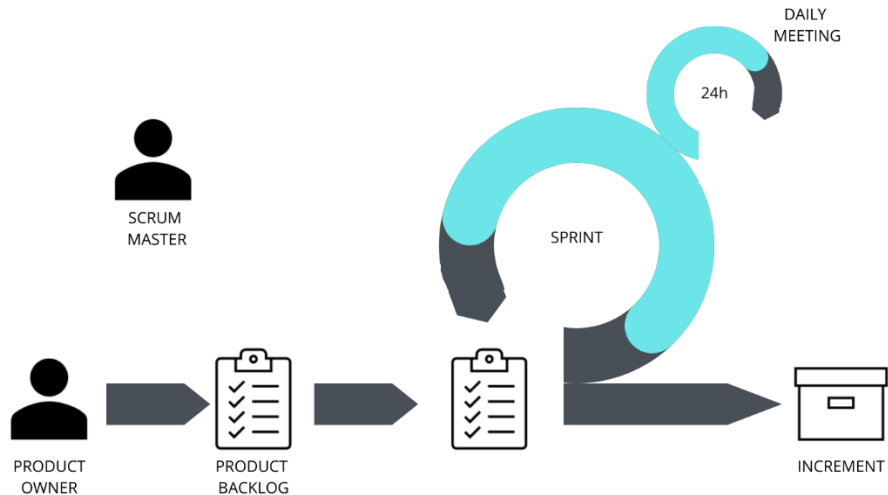 DAILY
MEETING
24h
SCRUM
MASTER
SPRINT
PRODUCT
OWNER
PRODUCT
BACKLOG
INCREMENT